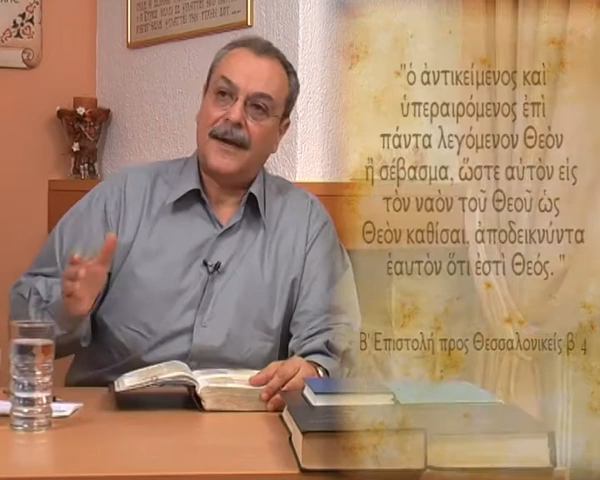 "ὁ ἀντικείμενος καὶ
ὑπεραιρόμενος ἐπὶ
πάντα λεγόμενον Θεὸν
ἢ σέβασμα, ὥστε αὐτὸν εἰς
τὸν ναὸν τοῦ Θεοῦ ὡς
Θεὸν καθίσαι, ἀποδεικνύντα
ἑαυτὸν ὅτι ἐστὶ Θεός. "
Β' Επιστολή προς Θεσσαλονικείς β 4